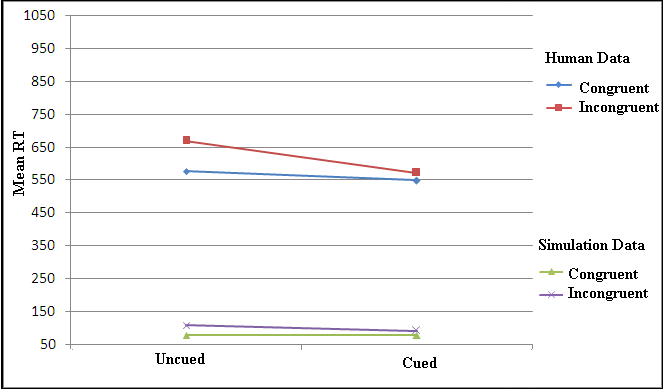 1050
950
850
750
650
550
450
350
250
150
50
Mean RT
Uncued
Cued
Human Data
Congruent
Incongruent
Simulation Data
Congruent
Incongruent